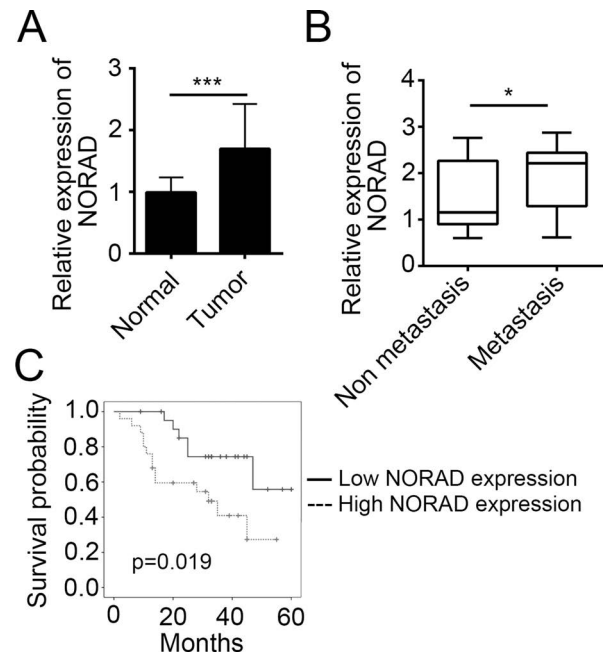 A
Relative expression of
NORAD
3
2
1
0
***
Normal
Tumor
B
Relative expression of
NORAD
4
3
2
1
0
*
Non metastasis
Metastasis
C
Survival probability
1.0
0.8
0.6
0.4
0.2
0.0
p=0.019
0 20 40 60
Months
Low NORAD expression
High NORAD expression